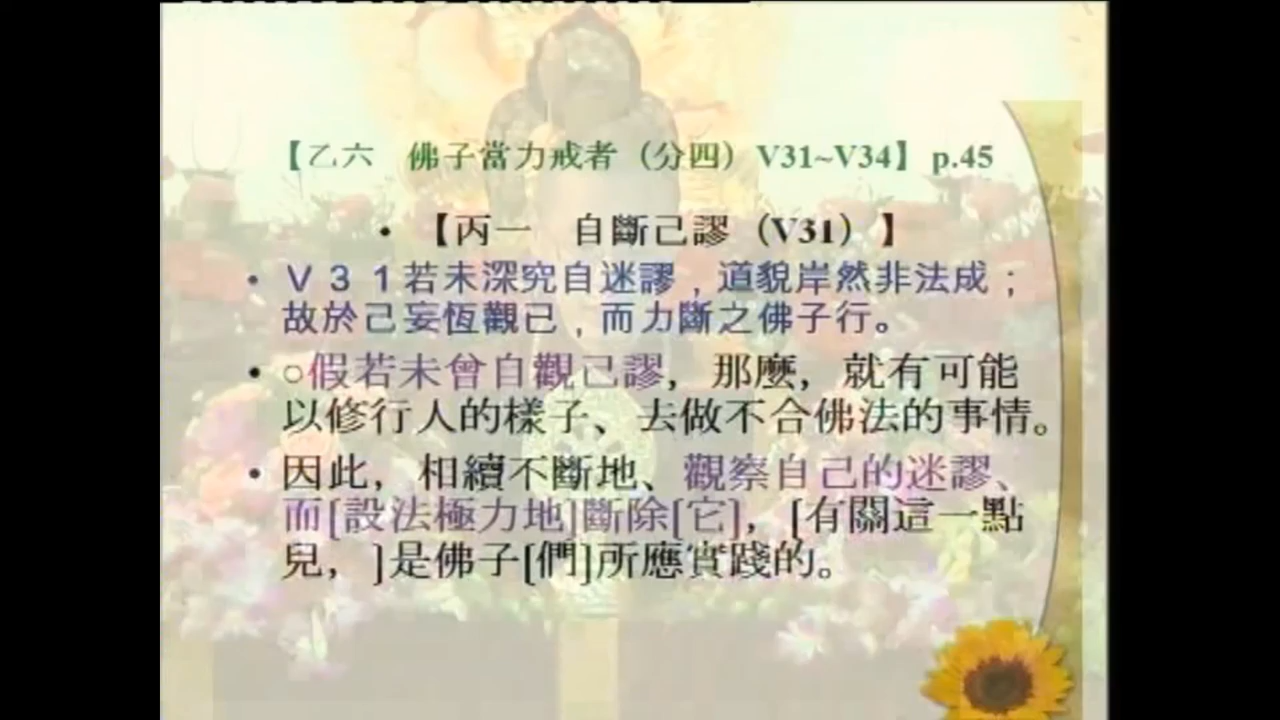 【乙六　佛子當力戒者（分四）V31~V34】 p.45
• 【丙一　自斷己謬（V31）】
• Ｖ３１若未深究自迷謬，道貌岸然非法成；
故於己妄恆觀已，而力斷之佛子行。
• ○假若未曾自觀己謬，那麼，就有可能
以修行人的樣子、去做不合佛法的事情。
• 因此，相續不斷地、觀察自己的迷謬、
而[設法極力地]斷除[它]，[有關這一點
兒，]是佛子[們]所應實踐的。